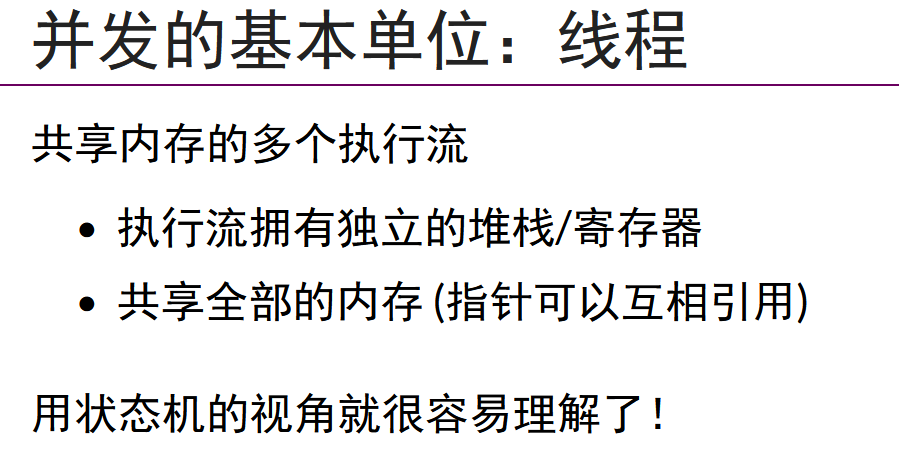 并发的基本单位：线程
共享内存的多个执行流
• 执行流拥有独立的堆栈/寄存器
• 共享全部的内存 (指针可以互相引用)
用状态机的视角就很容易理解了！